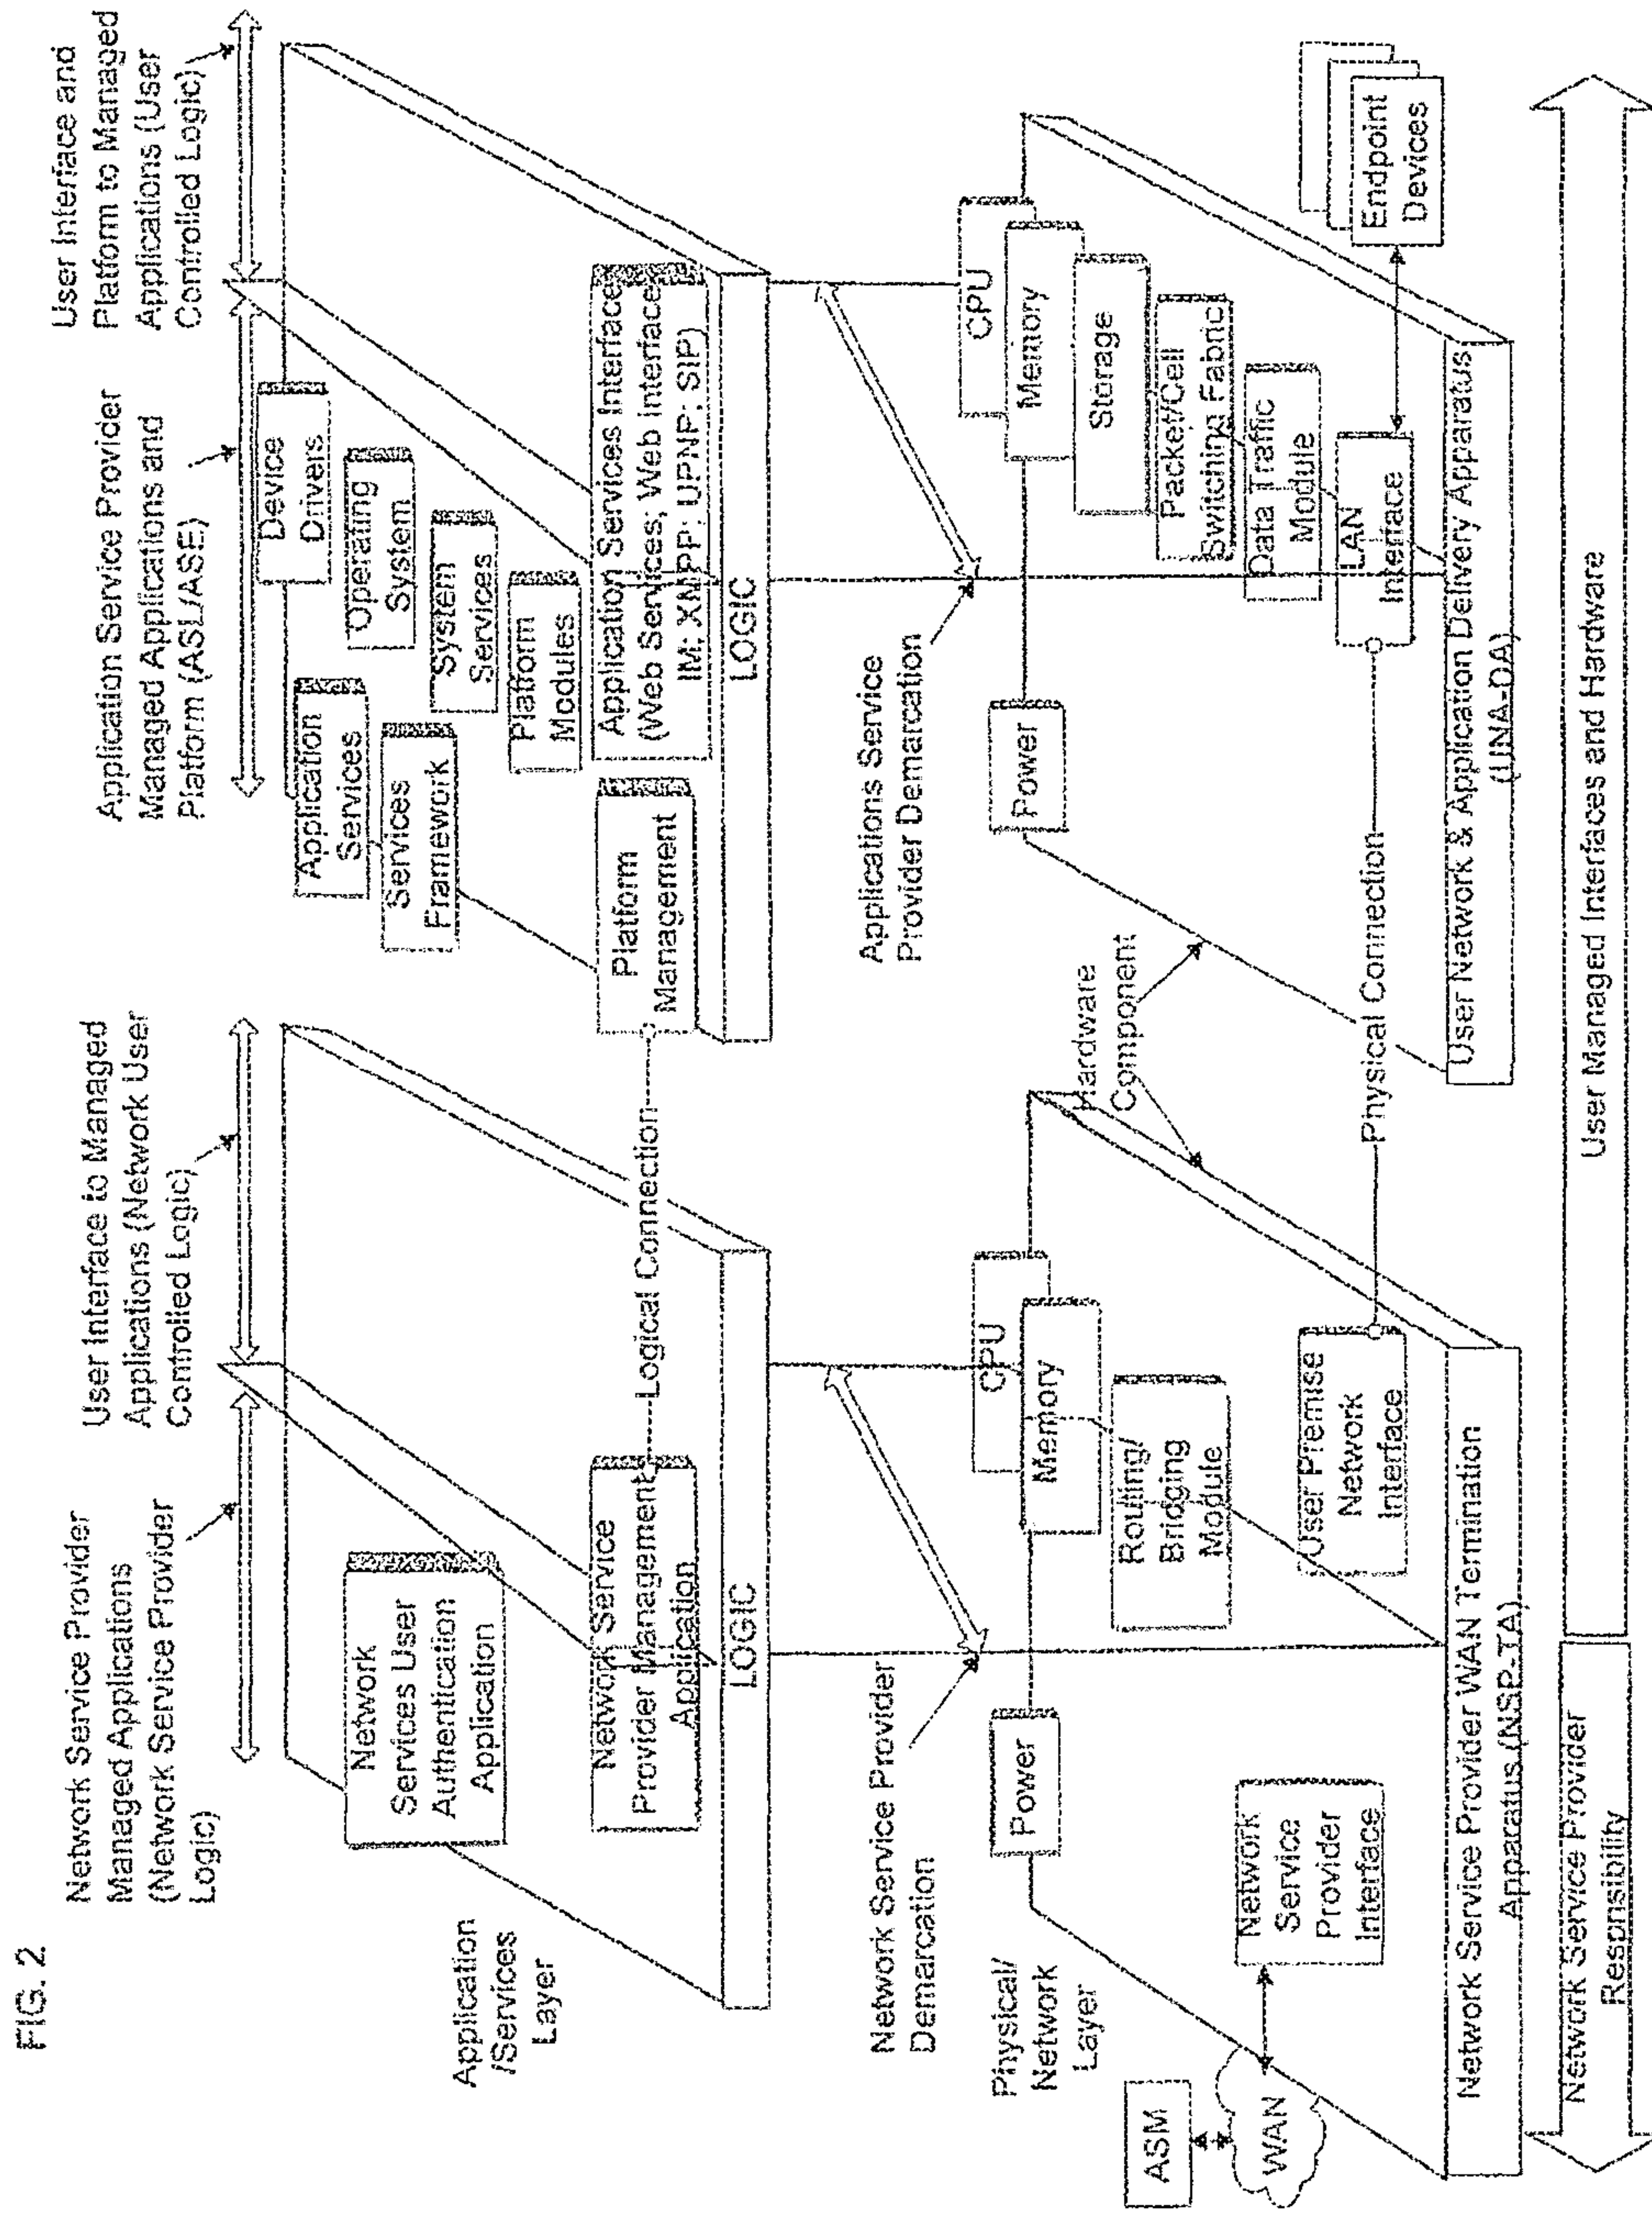 FIG. 2
Network Service Provider
Managed Applications
(Network Service Provider
Logic)
User Interface to Managed
Applications (Network User
Controlled Logic)
Application Service Provider
Managed Applications and
Platform (ASL/ASE)
User Interface and
Platform to Managed
Applications (User
Controlled Logic)
Application
/Services
Layer
Network
Services User
Authentication
Application
Network Service
Provider Management
Application
LOGIC
Logical Connection
Application
Services
Services
Framework
Platform
Management
Device
Drivers
Operating
System
System
Services
Platform
Modules
Application Services Interface
(Web Services; Web Interface
IM; XMPP; UPNP; SIP)
LOGIC
Network Service Provider
Demarcation
Applications Service
Provider Demarcation
Physical/
Network
Layer
ASM
WAN
Power
Network
Service
Provider
Interface
CPU
Memory
Routing/
Bridging
Module
User Premise
Network
Interface
Hardware
Component
Physical Connection
Power
CPU
Memory
Storage
Packet/Cell
Switching Fabric
Data Traffic
Module
LAN
Interface
Endpoint
Devices
Network Service Provider WAN Termination
Apparatus (NSP-TA)
User Network & Application Delivery Apparatus
(UNA-DA)
Network Service Provider
Respnsibility
User Managed Interfaces and Hardware